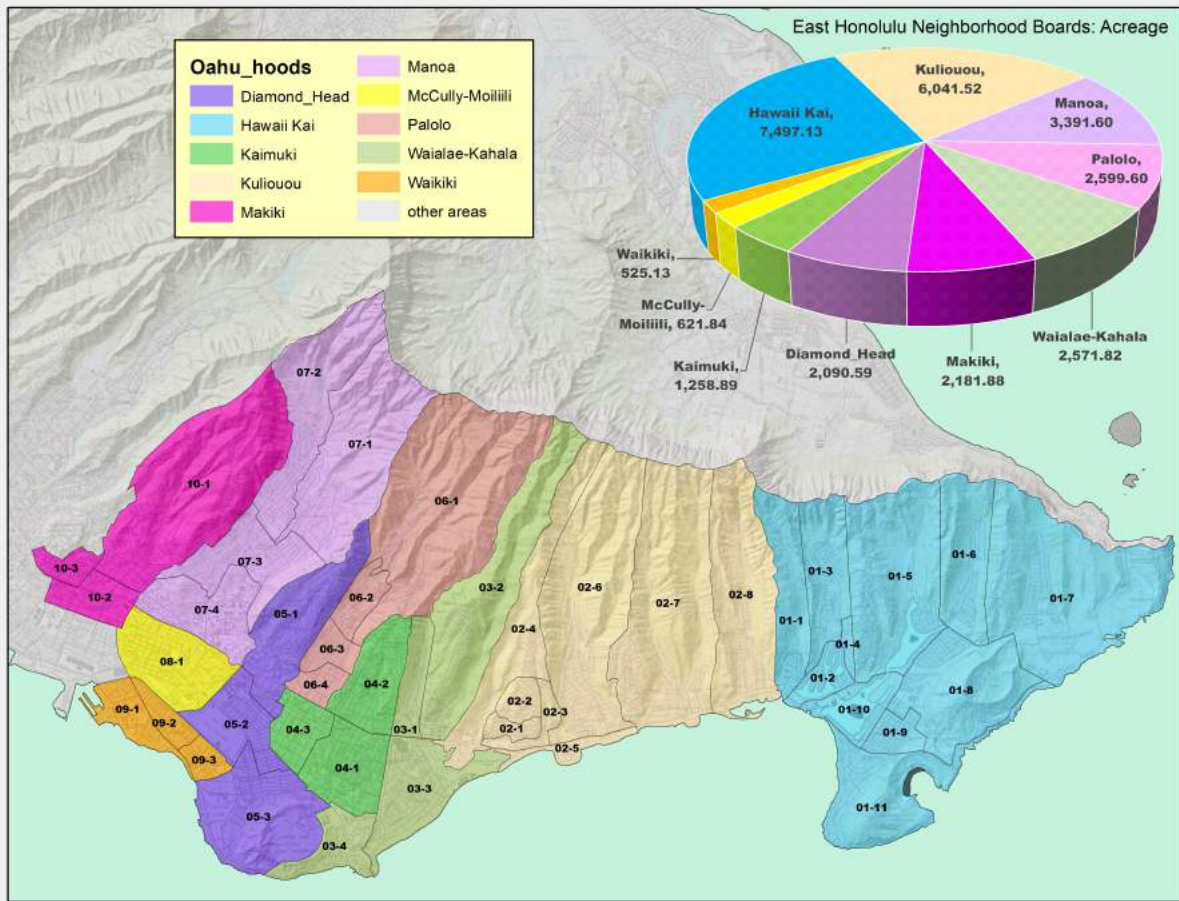 East Honolulu Neighborhood Boards: Acreage
Oahu_hoods
Diamond_Head
Hawaii Kai
Kaimuki
Kuliouou
Makiki
Manoa
McCully-Moiliili
Palolo
Waialae-Kahala
Waikiki
other areas
Kuliouou,
6,041.52
Hawaii Kai,
7,497.13
Manoa,
3,391.60
Palolo,
2,599.60
Waikiki,
525.13
McCully-
Moiliili, 621.84
Kaimuki,
1,258.89
Diamond_Head
2,090.59
Makiki,
2,181.88
Waialae-Kahala
2,571.82
07-2
07-1
10-1
06-1
07-3
10-3
10-2
07-4
05-1
06-2
03-2
02-6
02-7
02-8
01-3
01-5
01-6
01-7
01-1
02-4
01-4
06-3
08-1
06-4
04-2
01-2
01-8
02-2
02-3
01-10
09-1
09-2
05-2
04-3
03-1
02-1
01-9
02-5
09-3
04-1
03-3
05-3
01-11
03-4